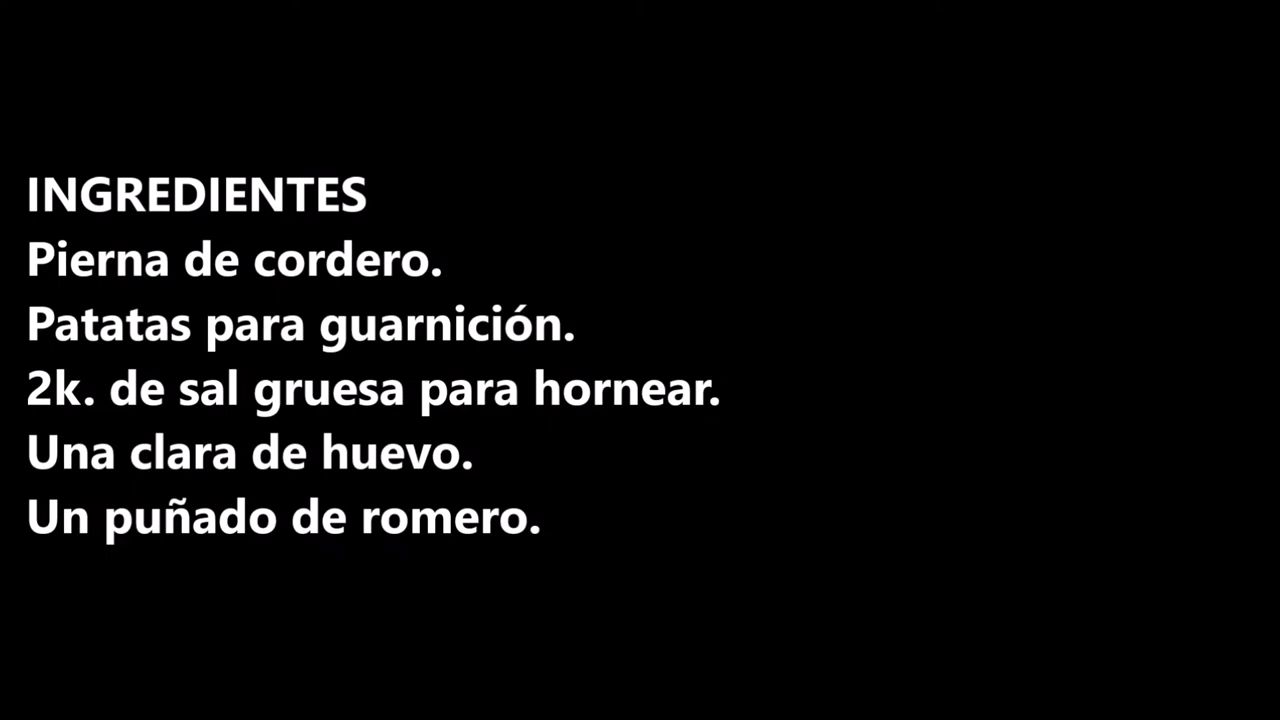 INGREDIENTES
Pierna de cordero.
Patatas para guarnición.
2k. de sal gruesa para hornear.
Una clara de huevo.
Un puñado de romero.